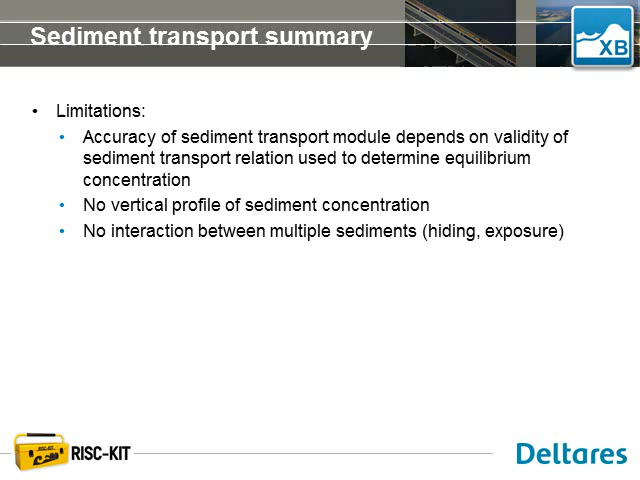 Sediment transport summary
XB
• Limitations:
• Accuracy of sediment transport module depends on validity of
sediment transport relation used to determine equilibrium
concentration
• No vertical profile of sediment concentration
• No interaction between multiple sediments (hiding, exposure)
RISC-KIT
RISC-KIT
Deltares